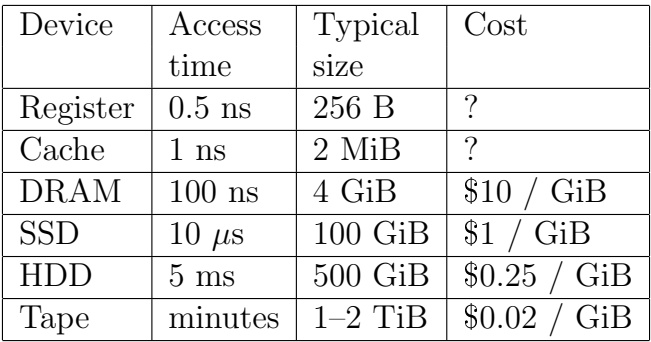 Device Access time Typical size Cost
Register 0.5 ns 256 B ?
Cache 1 ns 2 MiB ?
DRAM 100 ns 4 GiB $10 / GiB
SSD 10 μs 100 GiB $1 / GiB
HDD 5 ms 500 GiB $0.25 / GiB
Tape minutes 1–2 TiB $0.02 / GiB